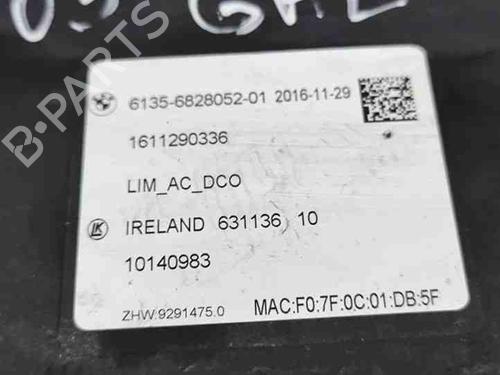 6135-6828052-01 2016-11-29
1611290336
LIM_AC_DCO
IRELAND 631136 10
10140983
ZHW:9291475.0 MAC:F0:7F:0C:01:DB:5F
B-PARTS